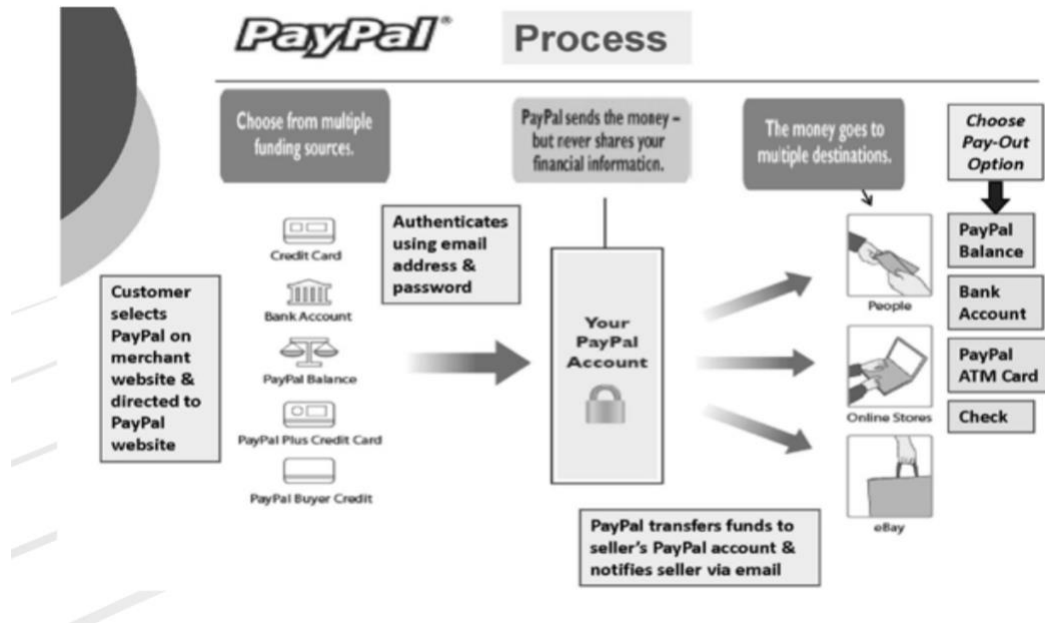 PayPal®
Process
Choose from multiple
funding sources.
PayPal sends the money –
but never shares your
financial information.
The money goes to
multiple destinations.
Choose
Pay-Out
Option
Customer
selects
PayPal on
merchant
website &
directed to
PayPal
website
Credit Card
Bank Account
PayPal Balance
PayPal Plus Credit Card
PayPal Buyer Credit
Authenticates
using email
address &
password
Your
PayPal
Account
People
Online Stores
eBay
PayPal
Balance
Bank
Account
PayPal
ATM Card
Check
PayPal transfers funds to
seller's PayPal account &
notifies seller via email